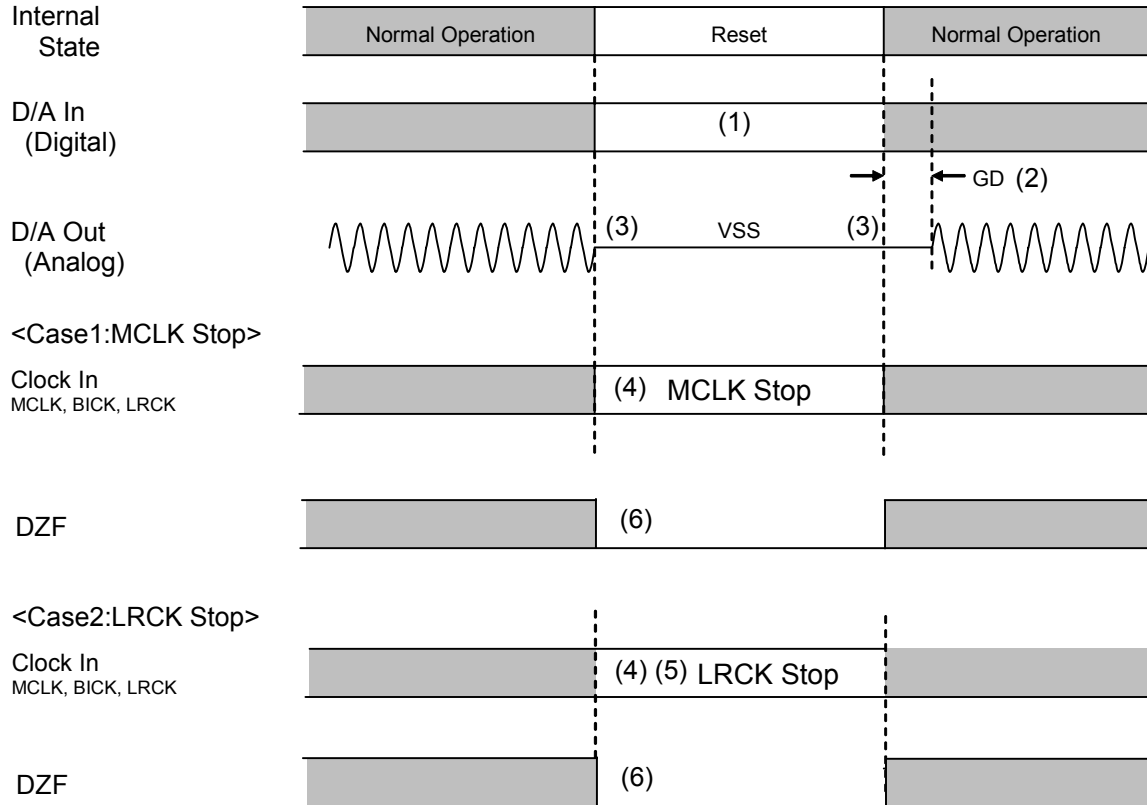 Internal
State
Normal Operation
Reset
Normal Operation
D/A In
(Digital)
(1)
GD (2)
D/A Out
(Analog)
(3)
VSS
(3)
<Case1:MCLK Stop>
Clock In
MCLK, BICK, LRCK
(4) MCLK Stop
DZF
(6)
<Case2:LRCK Stop>
Clock In
MCLK, BICK, LRCK
(4) (5) LRCK Stop
DZF
(6)